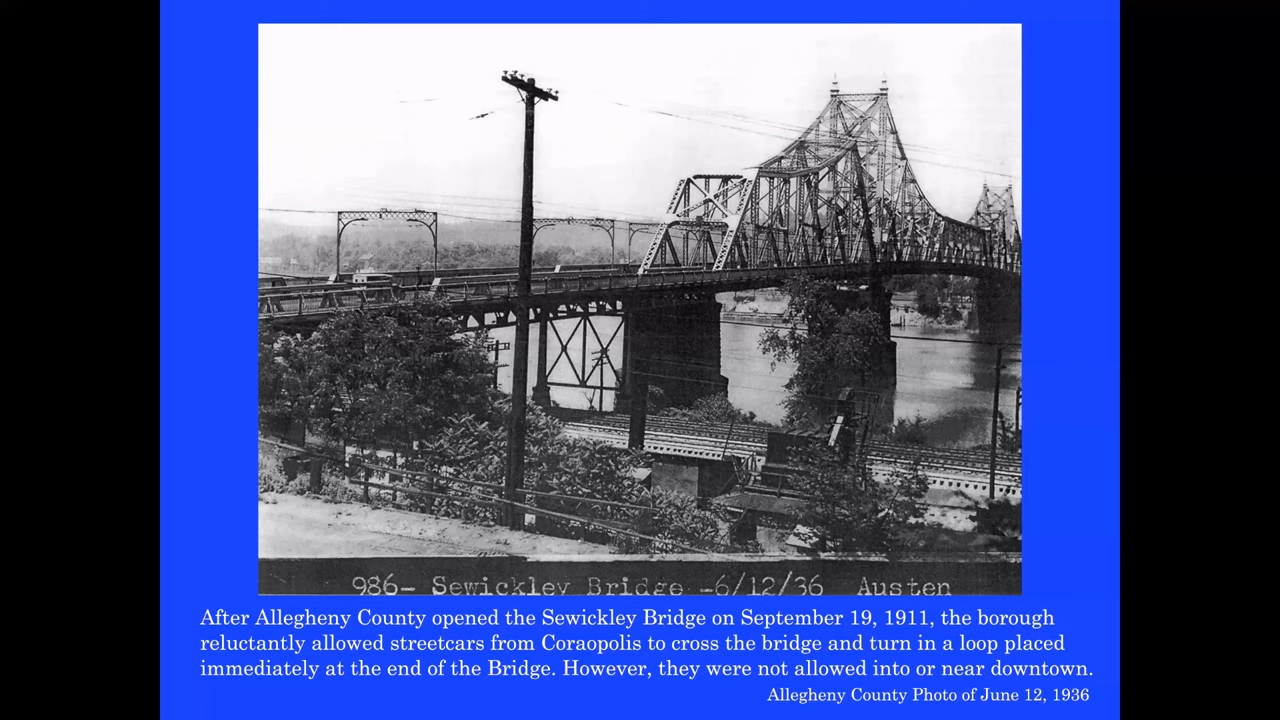 986- Sewickley Bridge -6/12/36 Austen
After Allegheny County opened the Sewickley Bridge on September 19, 1911, the borough
reluctantly allowed streetcars from Coraopolis to cross the bridge and turn in a loop placed
immediately at the end of the Bridge. However, they were not allowed into or near downtown.
Allegheny County Photo of June 12, 1936